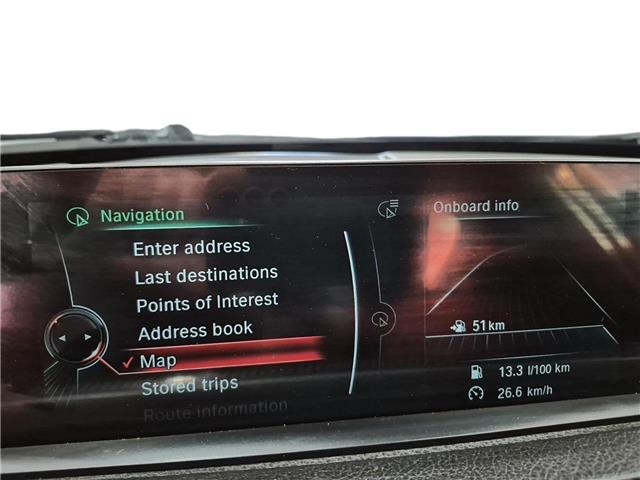 Navigation
Enter address
Last destinations
Points of Interest
Address book
Map
Stored trips
Route information
Onboard info
51 km
13.3 l/100 km
26.6 km/h